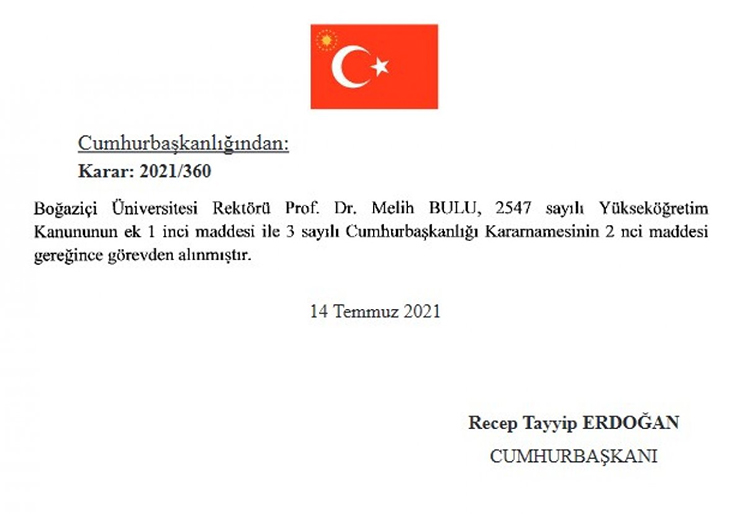 Cumhurbaşkanlığından:
Karar: 2021/360
Boğaziçi Üniversitesi Rektörü Prof. Dr. Melih BULU, 2547 sayılı Yükseköğretim
Kanununun ek 1 inci maddesi ile 3 sayılı Cumhurbaşkanlığı Kararnamesinin 2 nci maddesi
gereğince görevden alınmıştır.
14 Temmuz 2021
Recep Tayyip ERDOĞAN
CUMHURBAŞKANI